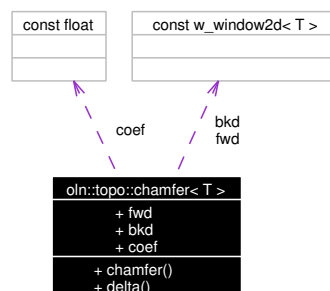 const float
const w_window2d< T >
coef
bkd
fwd
oln::topo::chamfer< T >
+ fwd
+ bkd
+ coef
+ chamfer()
+ delta()